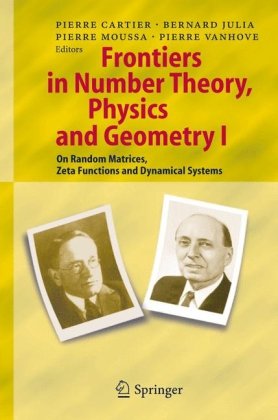 PIERRE CARTIER · BERNARD JULIA
PIERRE MOUSSA · PIERRE VANHOVE
Editors
Frontiers
in Number Theory,
Physics
and Geometry I
On Random Matrices,
Zeta Functions and Dynamical Systems
Springer